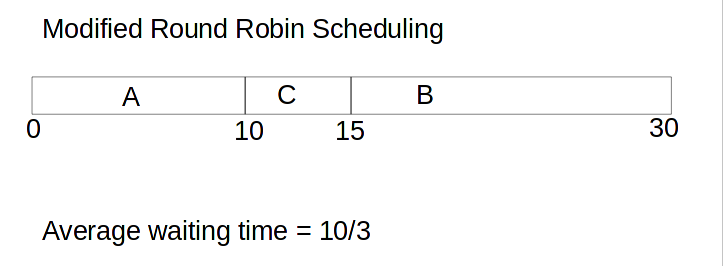 Modified Round Robin Scheduling
A C B
0 10 15 30
Average waiting time = 10/3